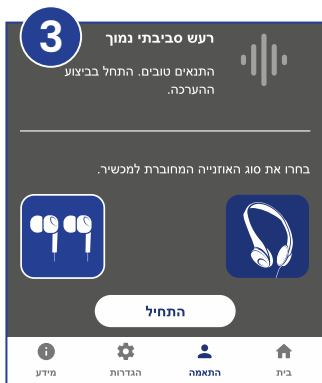 3
רעש סביבתי נמוך
התנאים טובים. התחל בביצוע
ההערכה.
בחרו את סוג האוזנייה המחוברת למכשיר.
התחיל
בית
התאמה
הגדרות
מידע